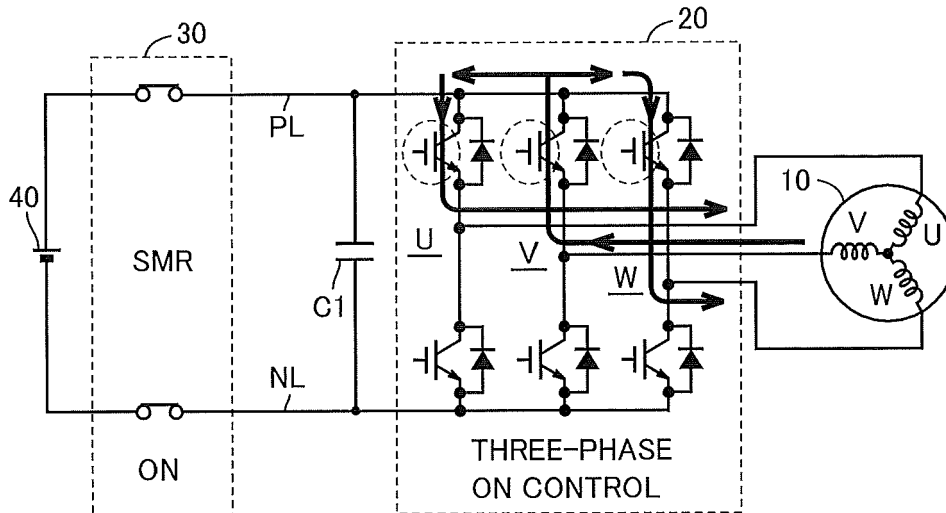 30
20
PL
40
10
V
U
U
V
W
W
SMR
C1
NL
ON
THREE-PHASE
ON CONTROL